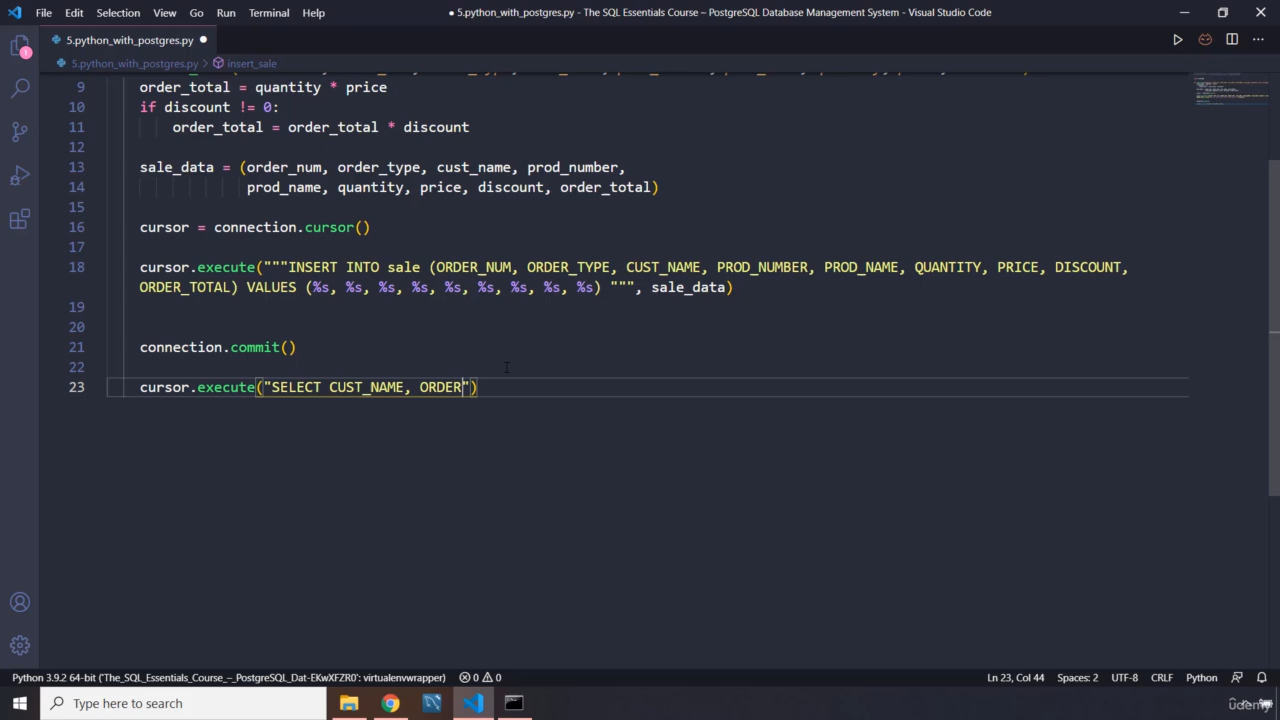 File Edit Selection View Go Run Terminal Help
● 5.python_with_postgres.py - The SQL Essentials Course – PostgreSQL Database Management System - Visual Studio Code
5.python_with_postgres.py ●
5.python_with_postgres.py > insert_sale
1
9 order_total = quantity * price
10 if discount != 0:
11 order_total = order_total * discount
12
13 sale_data = (order_num, order_type, cust_name, prod_number,
14 prod_name, quantity, price, discount, order_total)
15
16 cursor = connection.cursor()
17
18 cursor.execute("""INSERT INTO sale (ORDER_NUM, ORDER_TYPE, CUST_NAME, PROD_NUMBER, PROD_NAME, QUANTITY, PRICE, DISCOUNT,
ORDER_TOTAL) VALUES (%s, %s, %s, %s, %s, %s, %s, %s, %s) """, sale_data)
19
20
21 connection.commit()
22
23 cursor.execute("SELECT CUST_NAME, ORDER")
Python 3.9.2 64-bit ('The_SQL_Essentials_Course_–_PostgreSQL_Dat-EKwXFZR0': virtualenvwrapper) 0 0 Ln 23, Col 44 Spaces: 2 UTF-8 CRLF Python
Type here to search
udemy